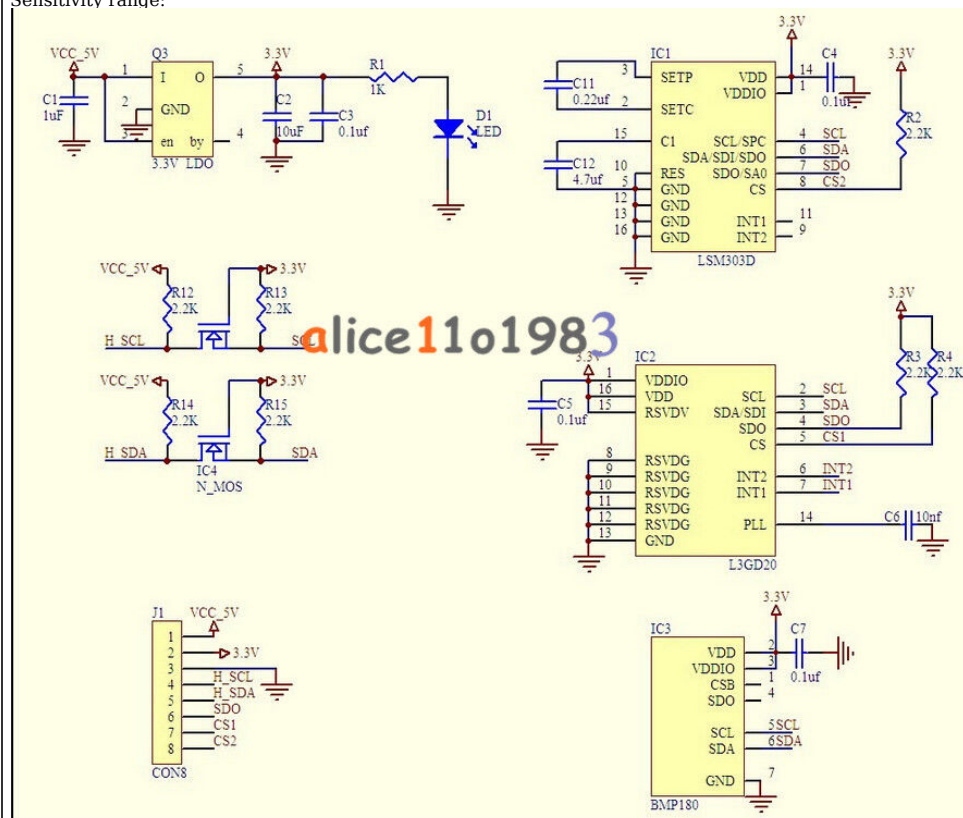 Sensitivity range:
VCC_5V
Q3
1 I O 5
2 GND
3 en by 4
3.3V LDO
C1
1uF
3.3V
C2
10uF
C3
0.1uf
R1
1K
D1
LED
IC1
3 SETP
2 SETC
15 C1
10 RES
5 GND
12 GND
13 GND
16 GND
VDD 14
VDDIO 1
SCL/SPC 4 SCL
SDA/SDI/SDO 6 SDA
SDO/SA0 7 SDO
CS 8 CS2
INT1 11
INT2 9
LSM303D
C11
0.22uf
C12
4.7uf
3.3V
C4
0.1uf
3.3V
R2
2.2K
VCC_5V
3.3V
R12
2.2K
R13
2.2K
H_SCL
SCL
VCC_5V
3.3V
R14
2.2K
R15
2.2K
H_SDA
SDA
IC4
N_MOS
alice11o1983
3.3V
IC2
C5
0.1uf
1 VDDIO
16 VDD
15 RSVDV
8 RSVDG
9 RSVDG
10 RSVDG
11 RSVDG
12 RSVDG
13 GND
SCL 2 SCL
SDA/SDI 3 SDA
SDO 4 SDO
CS 5 CS1
INT2 6 INT2
INT1 7 INT1
PLL 14
L3GD20
3.3V
R3
2.2K
R4
2.2K
C6
10nf
J1
VCC_5V
1
2 3.3V
3
4 H_SCL
5 H_SDA
6 SDO
7 CS1
8 CS2
CON8
3.3V
IC3
C7
0.1uf
VDD 2
VDDIO 3
CSB 1
SDO 4
SCL 5 SCL
SDA 6 SDA
GND 7
BMP180